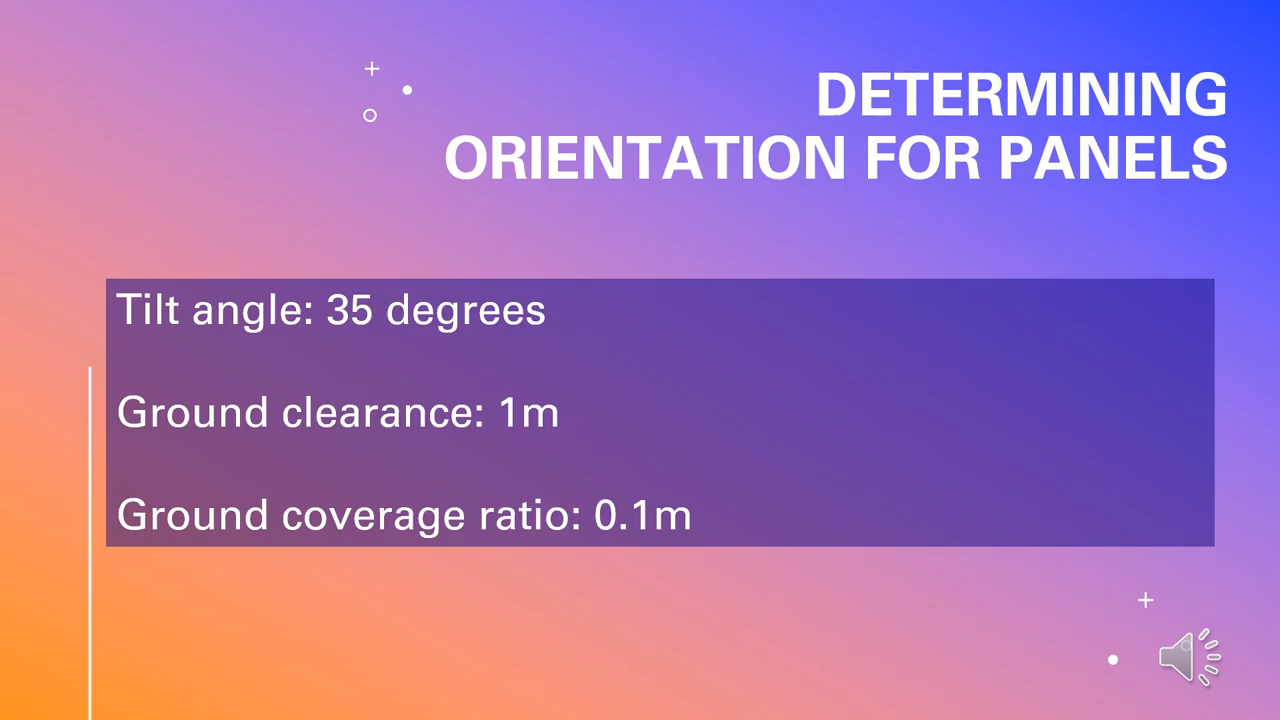 DETERMINING
ORIENTATION FOR PANELS
Tilt angle: 35 degrees
Ground clearance: 1m
Ground coverage ratio: 0.1m